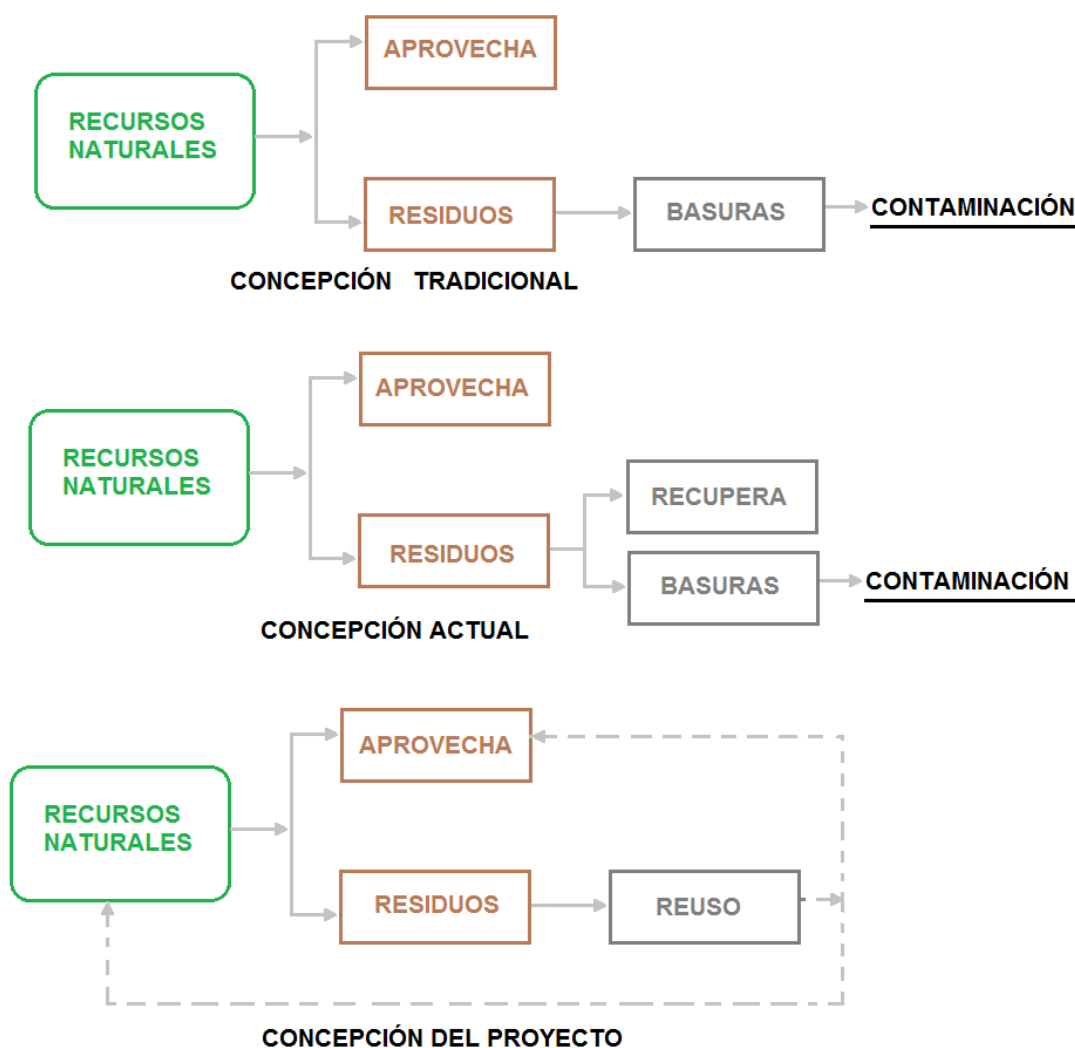 APROVECHA
RECURSOS
NATURALES
RESIDUOS
BASURAS
CONTAMINACIÓN
CONCEPCIÓN TRADICIONAL
APROVECHA
RECURSOS
NATURALES
RECUPERA
RESIDUOS
BASURAS
CONTAMINACIÓN
CONCEPCIÓN ACTUAL
APROVECHA
RECURSOS
NATURALES
RESIDUOS
REUSO
CONCEPCIÓN DEL PROYECTO